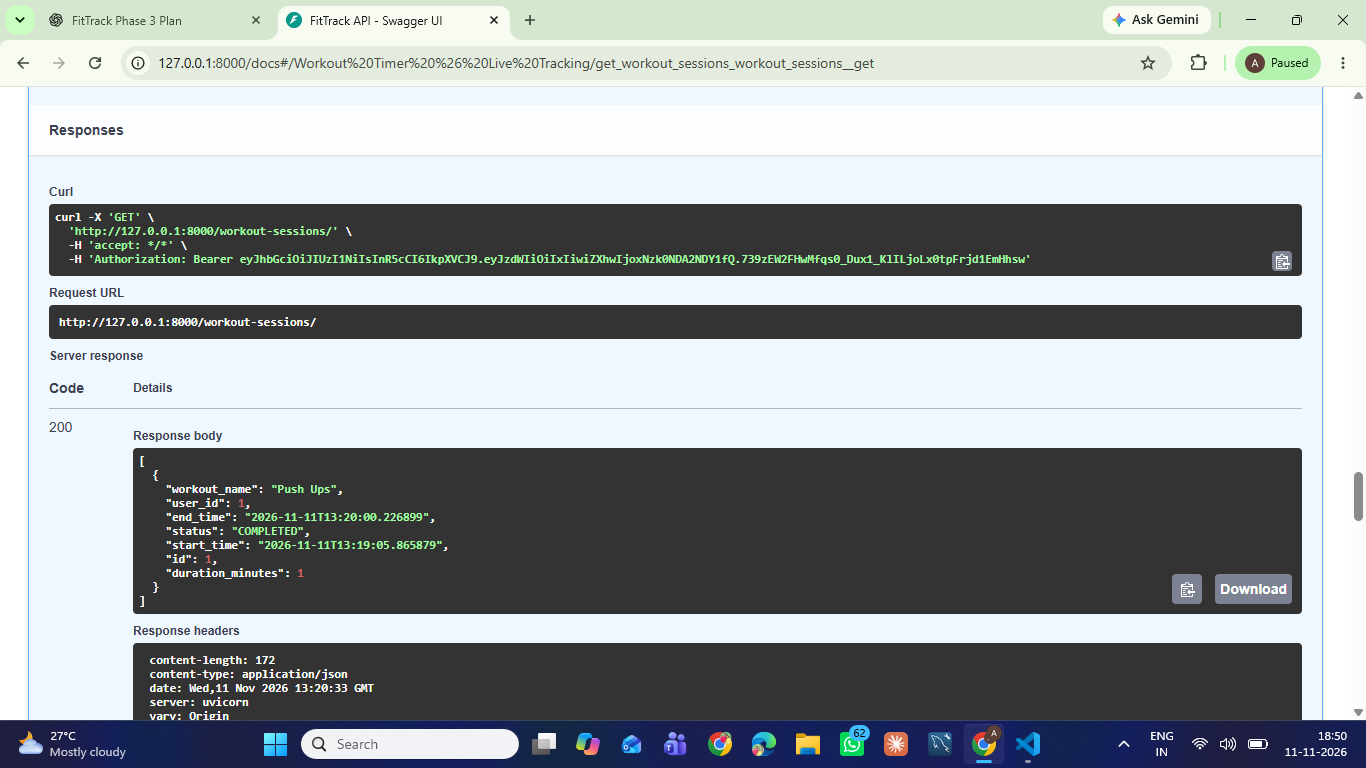 FitTrack Phase 3 Plan
FitTrack API - Swagger UI
Ask Gemini
127.0.0.1:8000/docs#/Workout%20Timer%20%26%20Live%20Tracking/get_workout_sessions_workout_sessions__get
A
Paused
Responses
Curl
curl -X 'GET' \
'http://127.0.0.1:8000/workout-sessions/' \
-H 'accept: */*' \
-H 'Authorization: Bearer eyJhbGciOiJIUzI1NiIsInR5cCI6IkpXVCJ9.eyJzdWIiOiIxIiwiZXhwIjoxNzk0NDA2NDY1fQ.739zEW2FHwMfqs0_Dux1_KlILjoLx0tpFrjd1EmHhsw'
Request URL
http://127.0.0.1:8000/workout-sessions/
Server response
Code Details
200
Response body
[
{
"workout_name": "Push Ups",
"user_id": 1,
"end_time": "2026-11-11T13:20:00.226899",
"status": "COMPLETED",
"start_time": "2026-11-11T13:19:05.865879",
"id": 1,
"duration_minutes": 1
}
]
Download
Response headers
content-length: 172
content-type: application/json
date: Wed,11 Nov 2026 13:20:33 GMT
server: uvicorn
vary: Origin
27°C
Mostly cloudy
Search
62
A
ENG
IN
18:50
11-11-2026